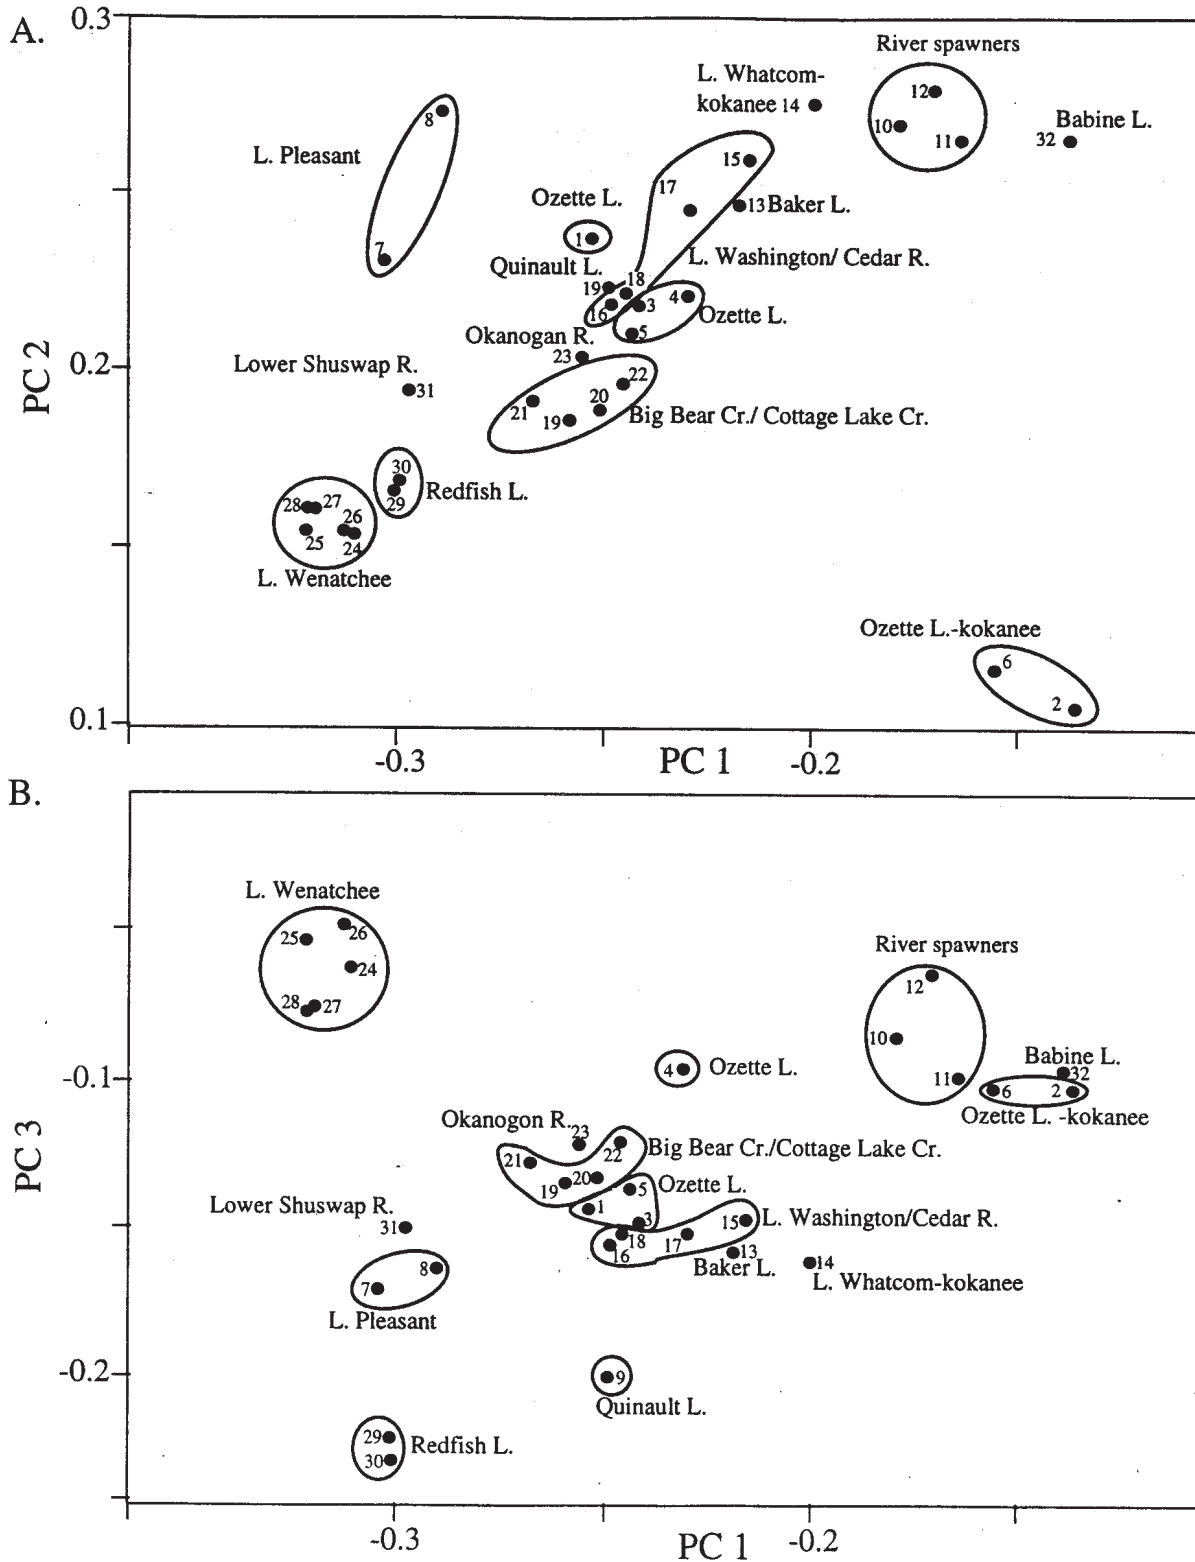 A.
0.3
River spawners
L. Whatcom-
kokanee 14
12
10
11
Babine L.
32
8
L. Pleasant
7
15
17
Ozette L.
1
13 Baker L.
L. Washington/ Cedar R.
Quinault L.
19
18
16
3
4
Ozette L.
5
Okanogan R.
23
PC 2
0.2
Lower Shuswap R.
31
22
21
20
19
Big Bear Cr./ Cottage Lake Cr.
30
29
Redfish L.
28
27
26
25
24
L. Wenatchee
Ozette L.-kokanee
6
2
0.1
-0.3
PC 1
-0.2
B.
L. Wenatchee
25
26
24
28
27
River spawners
12
10
11
4
Ozette L.
Babine L.
32
6
2
Ozette L. -kokanee
-0.1
PC 3
Okanogon R.
23
22
Big Bear Cr./Cottage Lake Cr.
21
20
19
5
Ozette L.
1
3
Lower Shuswap R.
31
15
L. Washington/Cedar R.
18
17
16
13
Baker L.
14
L. Whatcom-kokanee
8
7
L. Pleasant
-0.2
9
Quinault L.
29
30
Redfish L.
-0.3
PC 1
-0.2